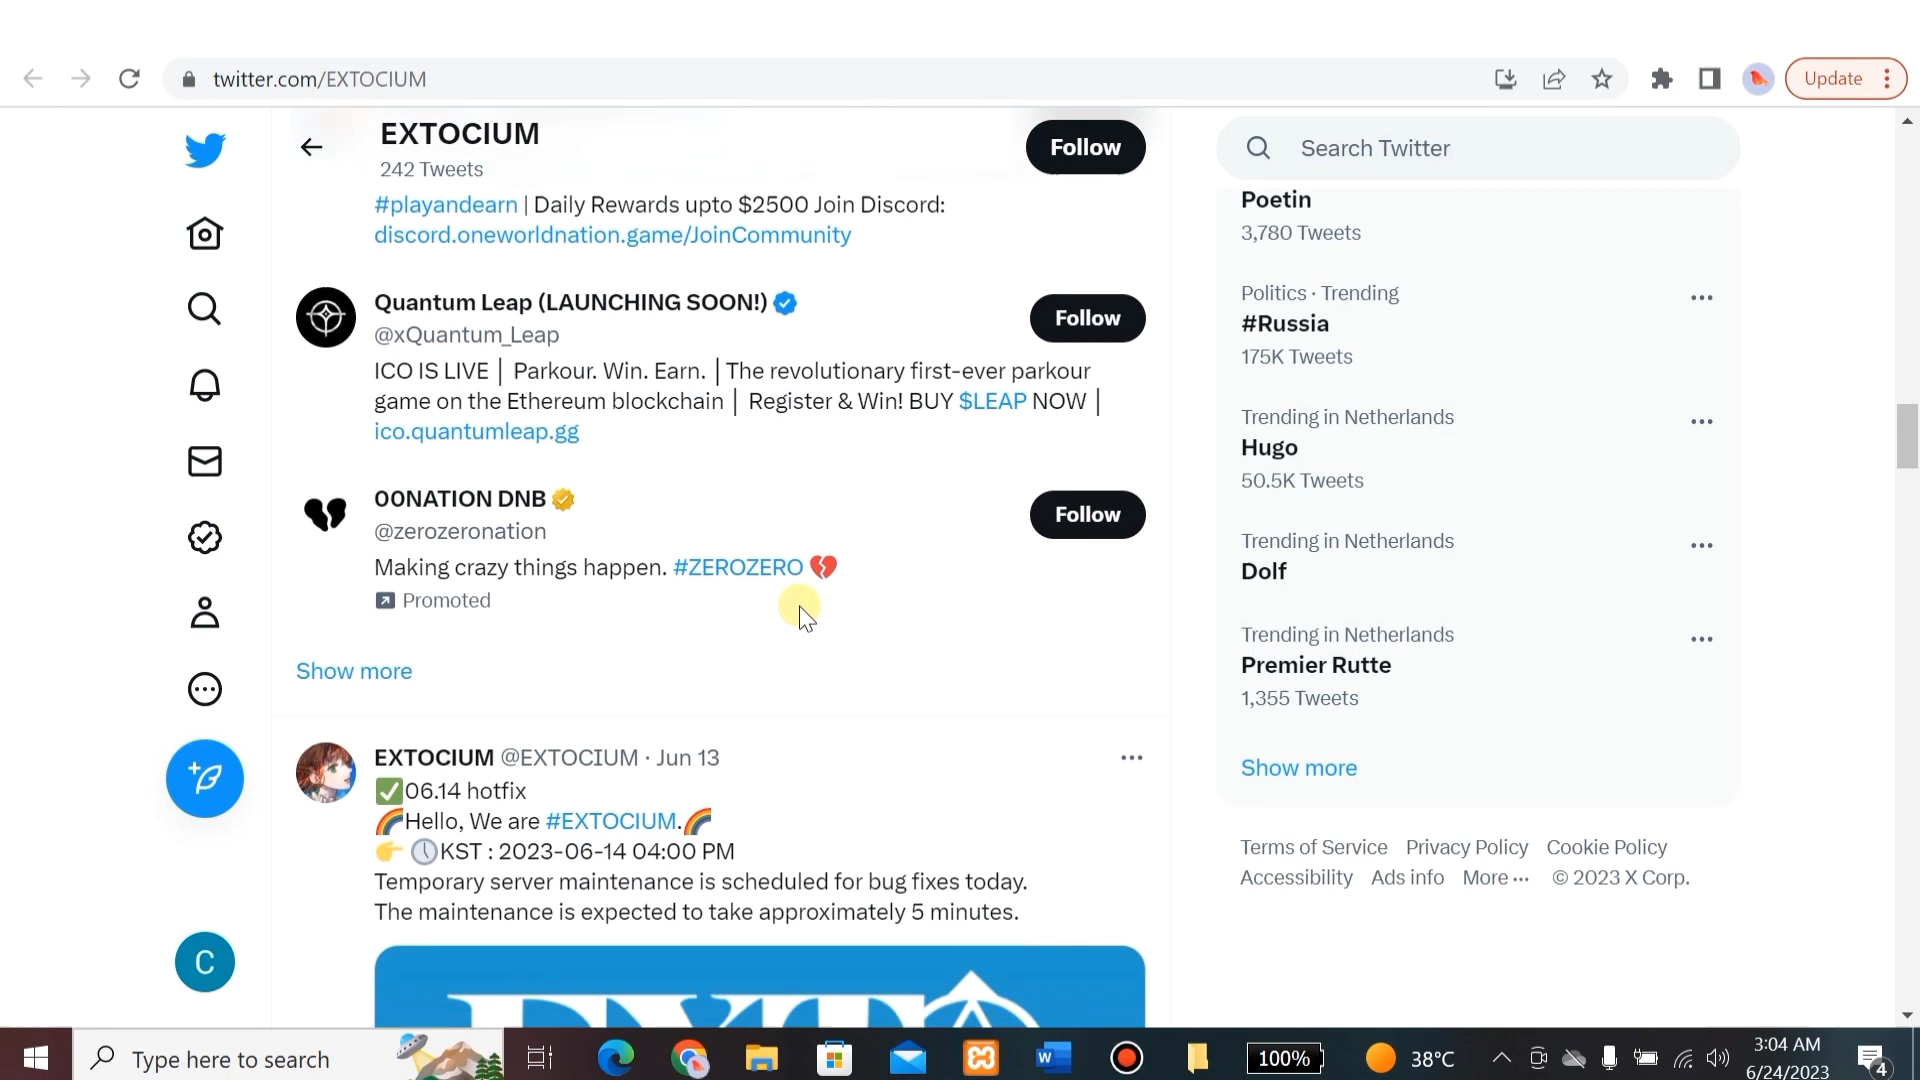 twitter.com/EXTOCIUM
Update
EXTOCIUM
242 Tweets
Follow
#playandearn | Daily Rewards upto $2500 Join Discord:
discord.oneworldnation.game/JoinCommunity
Quantum Leap (LAUNCHING SOON!)
@xQuantum_Leap
Follow
ICO IS LIVE | Parkour. Win. Earn. | The revolutionary first-ever parkour
game on the Ethereum blockchain | Register & Win! BUY $LEAP NOW |
ico.quantumleap.gg
00NATION DNB
@zerozeronation
Follow
Making crazy things happen. #ZEROZERO 💔
Promoted
Show more
EXTOCIUM @EXTOCIUM · Jun 13
✅06.14 hotfix
🌈Hello, We are #EXTOCIUM.🌈
👉 🕔KST : 2023-06-14 04:00 PM
Temporary server maintenance is scheduled for bug fixes today.
The maintenance is expected to take approximately 5 minutes.
C
Search Twitter
Poetin
3,780 Tweets
Politics · Trending
#Russia
175K Tweets
Trending in Netherlands
Hugo
50.5K Tweets
Trending in Netherlands
Dolf
Trending in Netherlands
Premier Rutte
1,355 Tweets
Show more
Terms of Service Privacy Policy Cookie Policy
Accessibility Ads info More ··· © 2023 X Corp.
Type here to search
100%
38°C
3:04 AM
6/24/2023
4